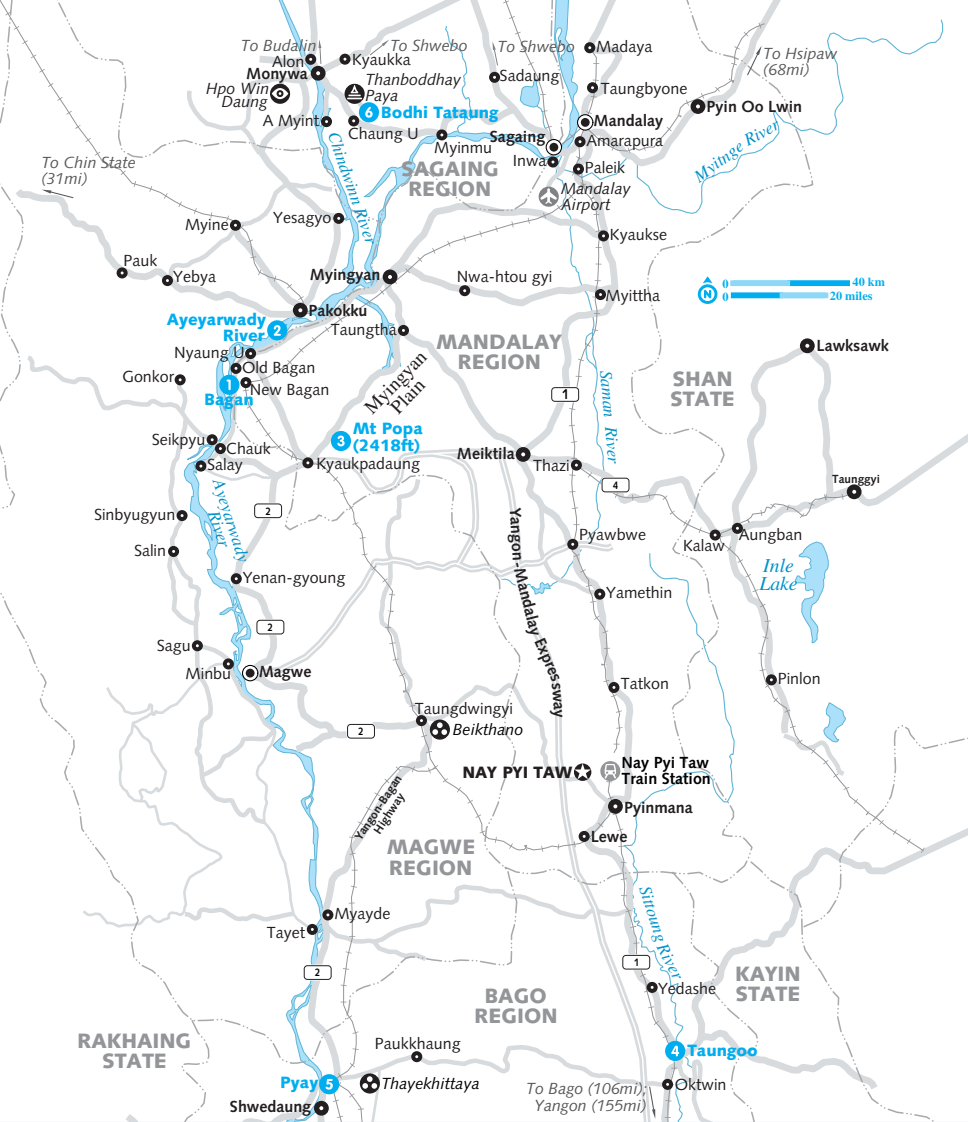 To Budalin
To Shwebo
To Shwebo
Madaya
To Hsipaw
(68mi)
Alon
Kyaukka
Monywa
Thanboddhay
Paya
Sadaung
Hpo Win
Daung
Taungbyone
Pyin Oo Lwin
6
Bodhi Tataung
A Myint
Chaung U
Mandalay
Myinmu
Sagaing
Amarapura
Myitnge River
Chindwinn River
Inwa
Paleik
To Chin State
(31mi)
SAGAING
REGION
Mandalay
Airport
Yesagyo
Myine
Kyaukse
Pauk
Yebya
Myingyan
Nwa-htou gyi
0
40 km
N
0
20 miles
Myittha
Pakokku
Ayeyarwady
River
2
Taungtha
MANDALAY
REGION
Lawksawk
Nyaung U
Old Bagan
Gonkor
1
New Bagan
Bagan
Myingyan
Plain
1
Saman River
SHAN
STATE
Seikpyu
Chauk
3
Mt Popa
(2418ft)
Meiktila
Salay
Kyaukpadaung
Thazi
4
Taunggyi
Ayeyarwady
River
2
Sinbyugyun
Yangon-Mandalay Expressway
Salin
Pyawbwe
Kalaw
Aungban
Inle
Lake
Yenan-gyoung
Yamethin
2
Sagu
Minbu
Magwe
Pinlon
Tatkon
Taungdwingyi
2
Beikthano
NAY PYI TAW
Nay Pyi Taw
Train Station
Yangon-Bagan
Highway
Pyinmana
Lewe
MAGWE
REGION
Myayde
Tayet
Sittoung River
2
1
KAYIN
STATE
Yedashe
BAGO
REGION
RAKHAING
STATE
Paukkhaung
4
Taungoo
Pyay
5
Thayekhittaya
To Bago (106mi);
Yangon (155mi)
Oktwin
Shwedaung